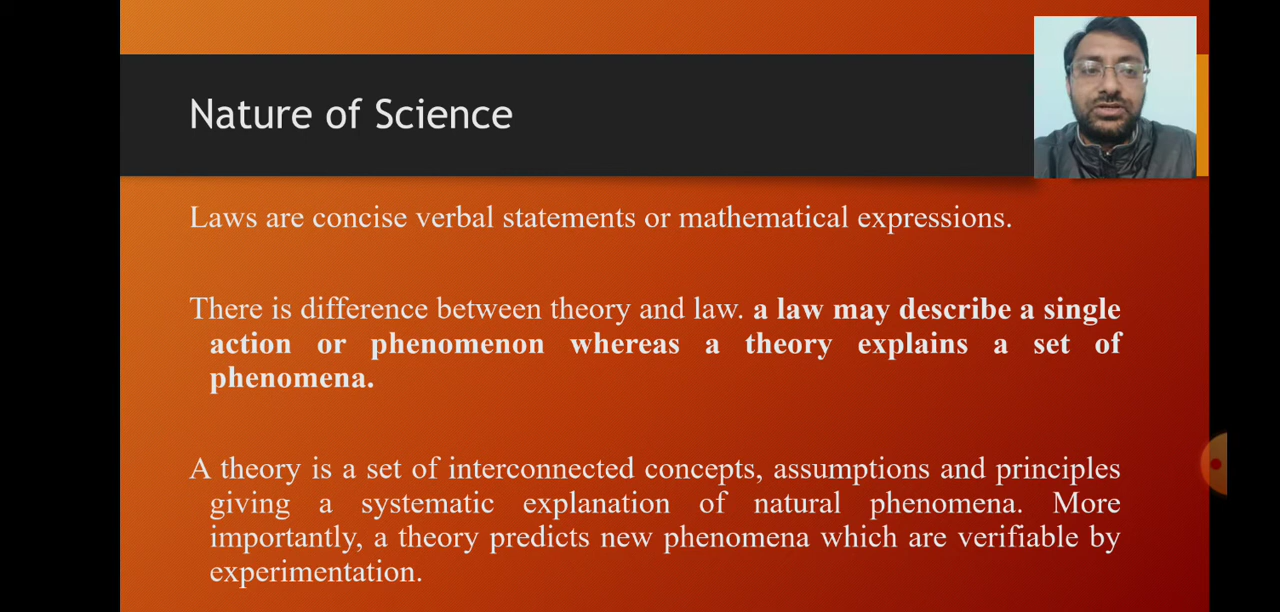 Nature of Science
Laws are concise verbal statements or mathematical expressions.
There is difference between theory and law. a law may describe a single
action or phenomenon whereas a theory explains a set of
phenomena.
A theory is a set of interconnected concepts, assumptions and principles
giving a systematic explanation of natural phenomena. More
importantly, a theory predicts new phenomena which are verifiable by
experimentation.